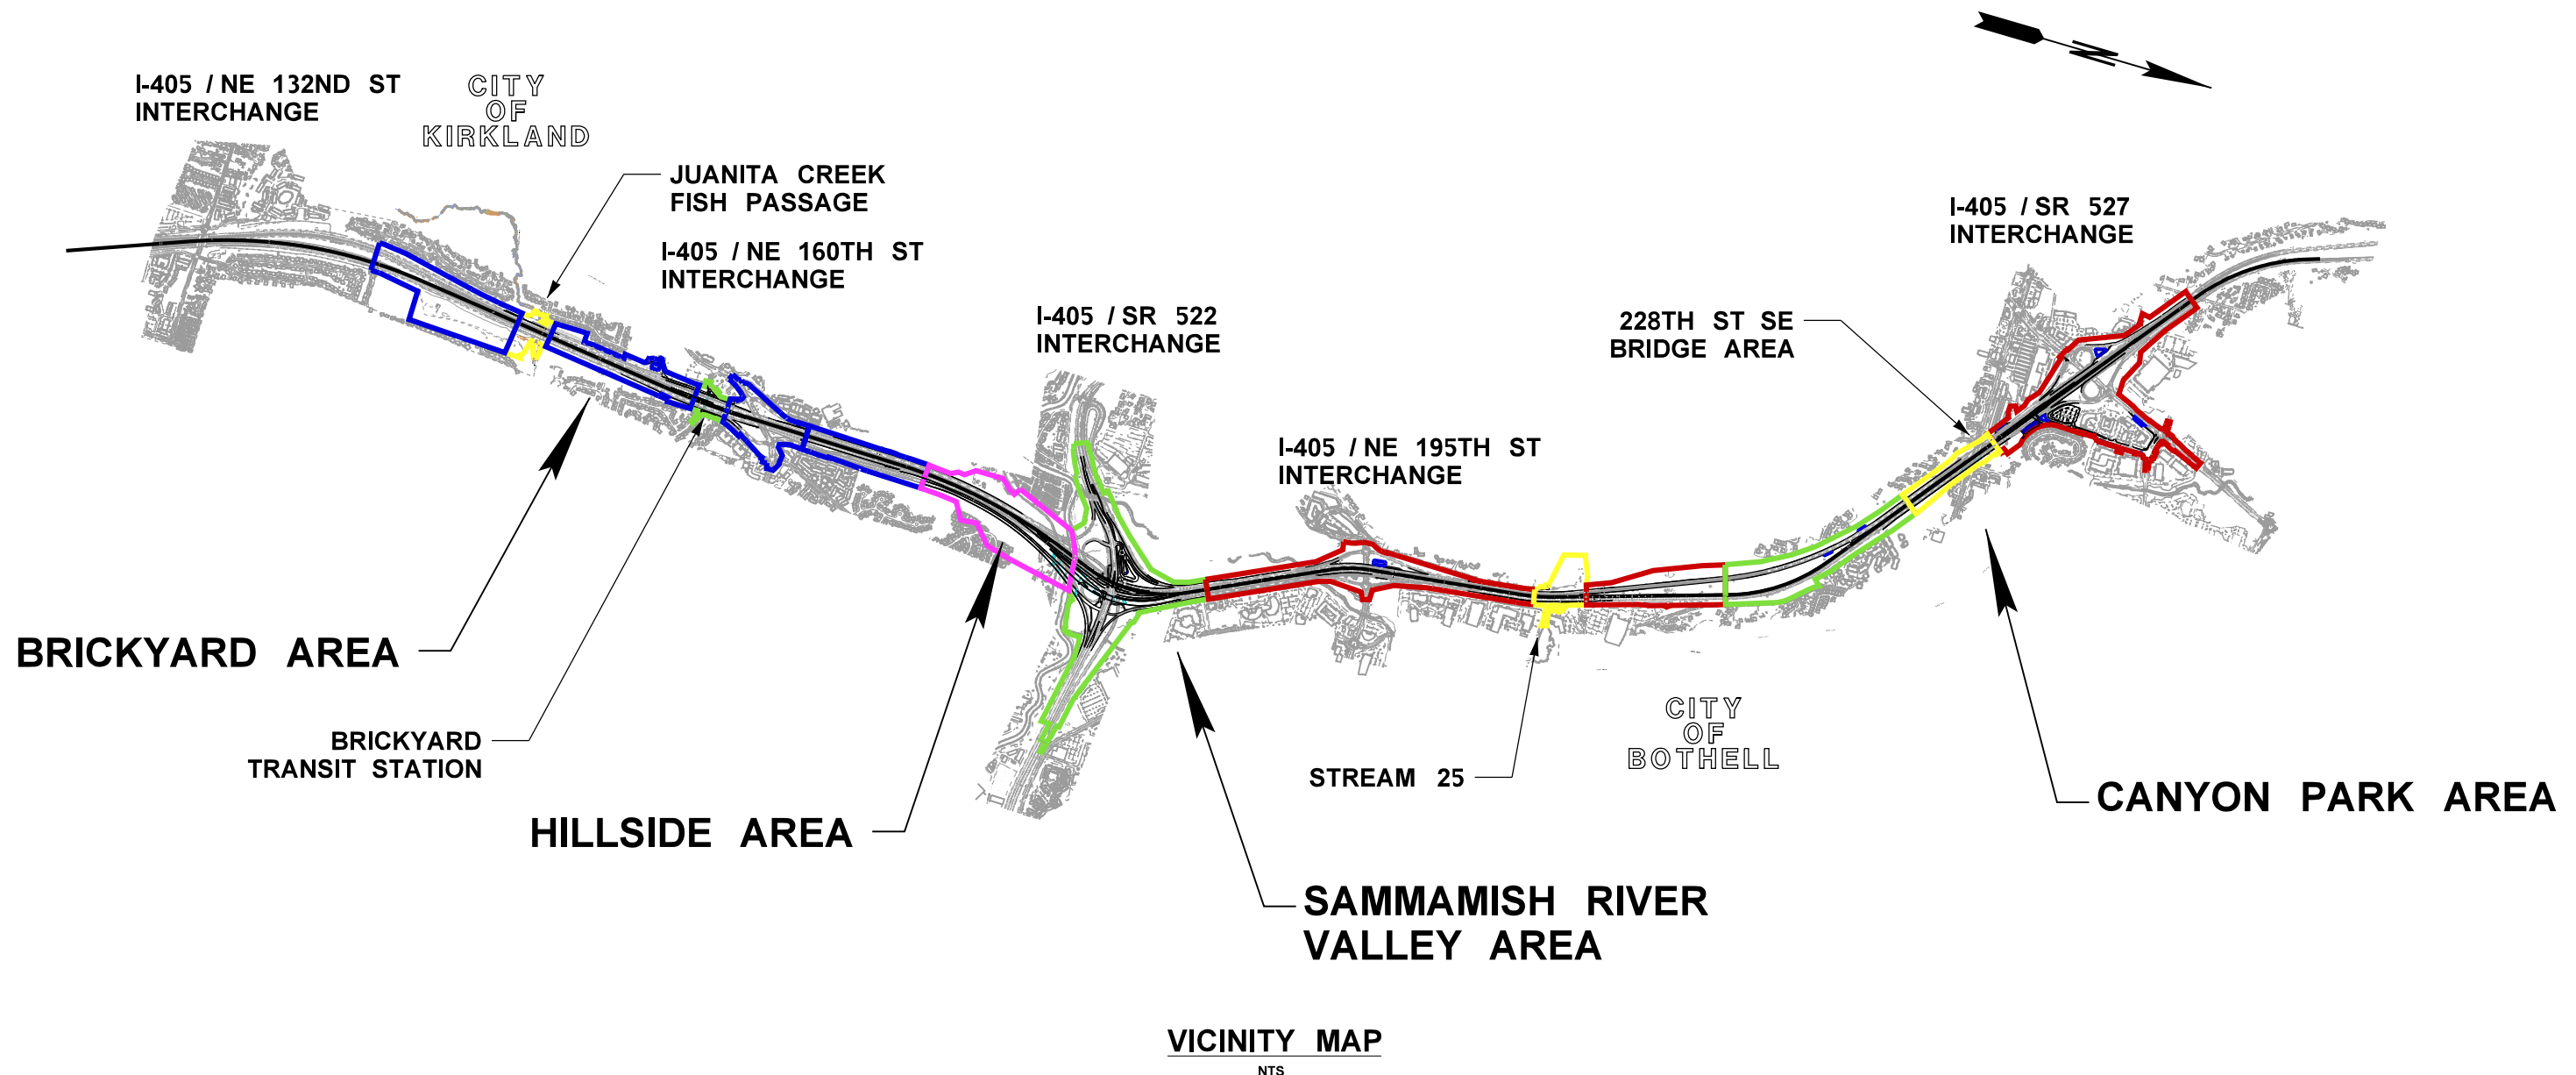 I-405 / NE 132ND ST
INTERCHANGE
CITY
OF
KIRKLAND
JUANITA CREEK
FISH PASSAGE
I-405 / NE 160TH ST
INTERCHANGE
I-405 / SR 522
INTERCHANGE
I-405 / NE 195TH ST
INTERCHANGE
228TH ST SE
BRIDGE AREA
I-405 / SR 527
INTERCHANGE
N
BRICKYARD AREA
BRICKYARD
TRANSIT STATION
HILLSIDE AREA
STREAM 25
CITY
OF
BOTHELL
CANYON PARK AREA
SAMMAMISH RIVER
VALLEY AREA
VICINITY MAP
NTS